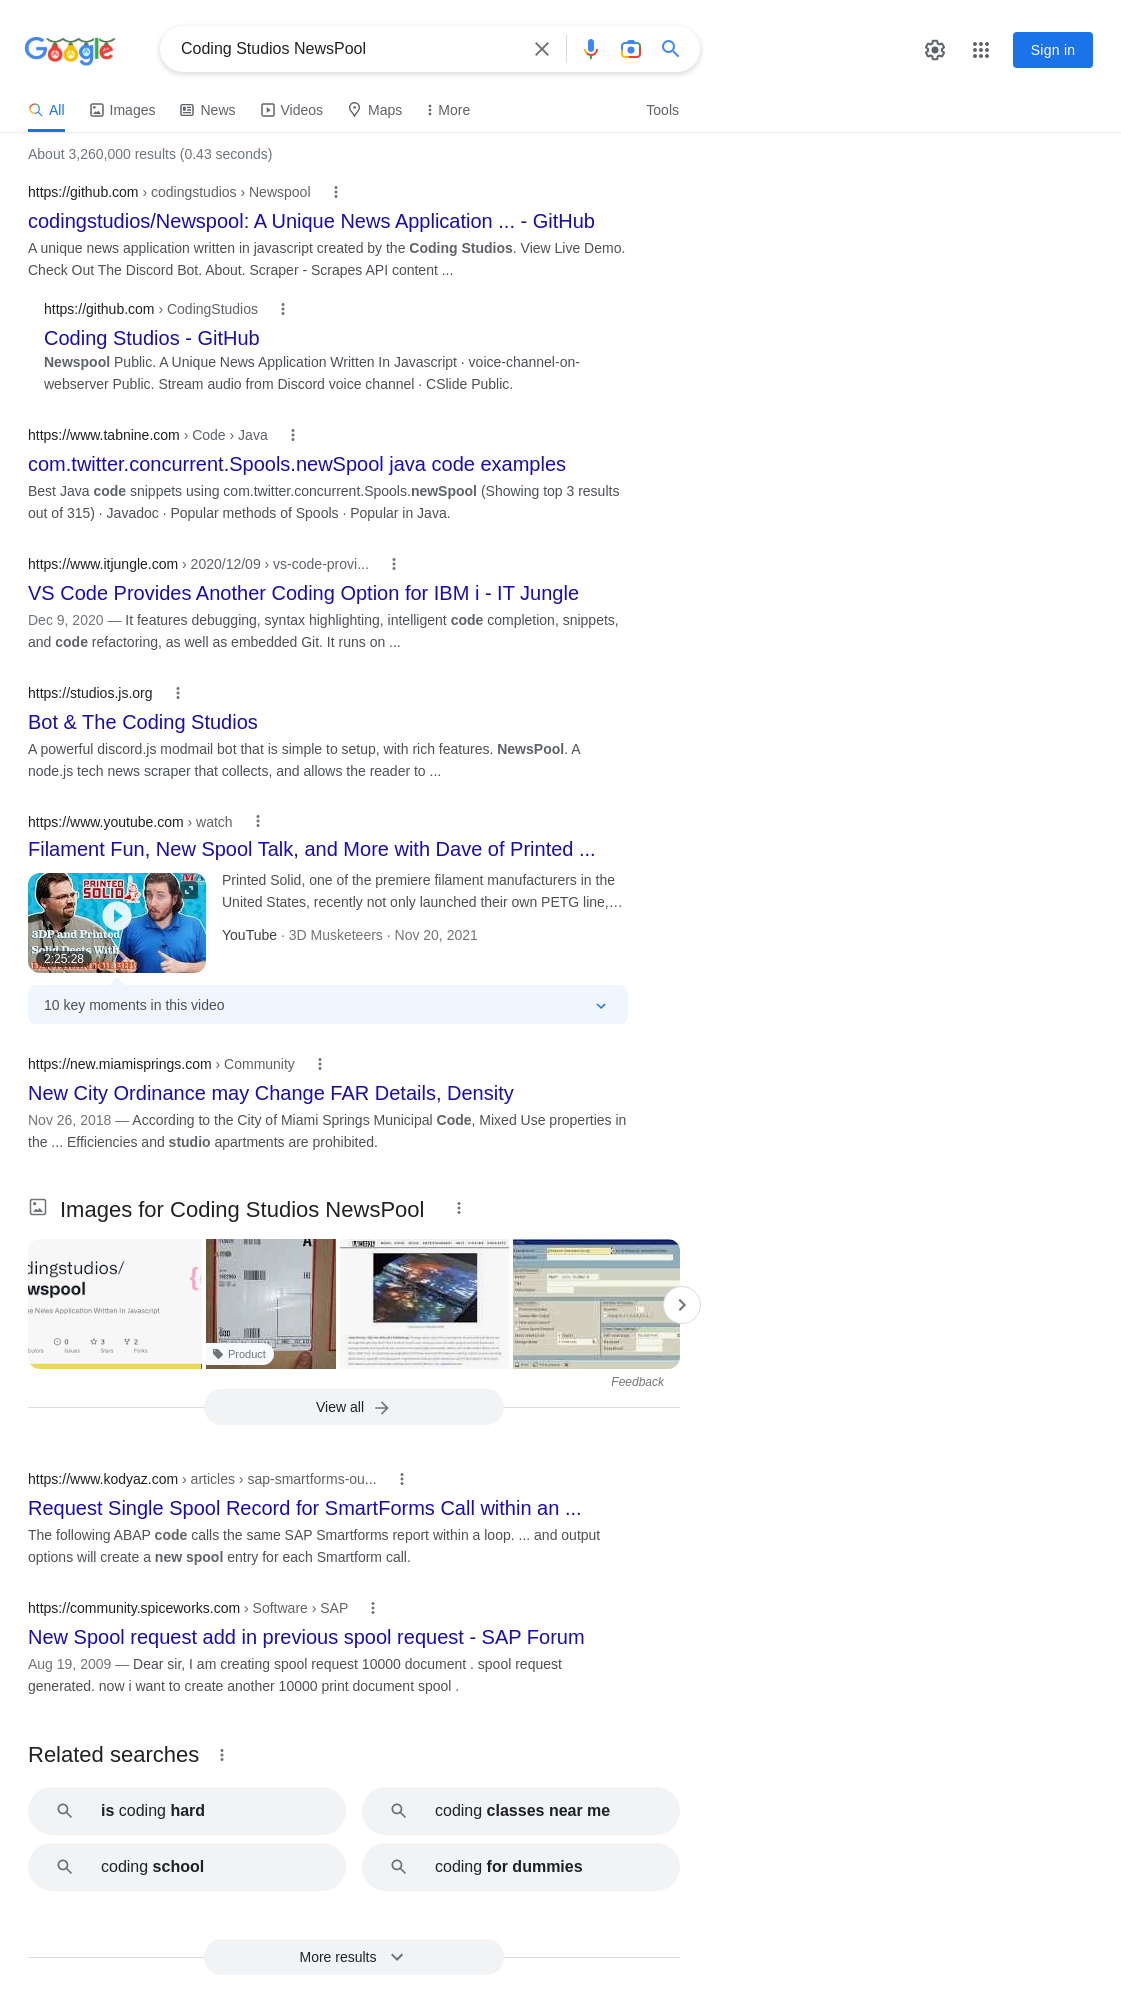 Google
Coding Studios NewsPool
Sign in
All
Images
News
Videos
Maps
More
Tools
About 3,260,000 results (0.43 seconds)
https://github.com › codingstudios › Newspool
codingstudios/Newspool: A Unique News Application ... - GitHub
A unique news application written in javascript created by the Coding Studios. View Live Demo.
Check Out The Discord Bot. About. Scraper - Scrapes API content ...
https://github.com › CodingStudios
Coding Studios - GitHub
Newspool Public. A Unique News Application Written In Javascript · voice-channel-on-
webserver Public. Stream audio from Discord voice channel · CSlide Public.
https://www.tabnine.com › Code › Java
com.twitter.concurrent.Spools.newSpool java code examples
Best Java code snippets using com.twitter.concurrent.Spools.newSpool (Showing top 3 results
out of 315) · Javadoc · Popular methods of Spools · Popular in Java.
https://www.itjungle.com › 2020/12/09 › vs-code-provi...
VS Code Provides Another Coding Option for IBM i - IT Jungle
Dec 9, 2020 — It features debugging, syntax highlighting, intelligent code completion, snippets,
and code refactoring, as well as embedded Git. It runs on ...
https://studios.js.org
Bot & The Coding Studios
A powerful discord.js modmail bot that is simple to setup, with rich features. NewsPool. A
node.js tech news scraper that collects, and allows the reader to ...
https://www.youtube.com › watch
Filament Fun, New Spool Talk, and More with Dave of Printed ...
PRINTED
SOLID
3DP and Printed
Solid Deets With
2:25:28
Printed Solid, one of the premiere filament manufacturers in the
United States, recently not only launched their own PETG line,...
YouTube · 3D Musketeers · Nov 20, 2021
10 key moments in this video
https://new.miamisprings.com › Community
New City Ordinance may Change FAR Details, Density
Nov 26, 2018 — According to the City of Miami Springs Municipal Code, Mixed Use properties in
the ... Efficiencies and studio apartments are prohibited.
Images for Coding Studios NewsPool
dingstudios/
wspool
e News Application Written In Javascript
0
3
2
Issues
Stars
Forks
Product
Feedback
View all
https://www.kodyaz.com › articles › sap-smartforms-ou...
Request Single Spool Record for SmartForms Call within an ...
The following ABAP code calls the same SAP Smartforms report within a loop. ... and output
options will create a new spool entry for each Smartform call.
https://community.spiceworks.com › Software › SAP
New Spool request add in previous spool request - SAP Forum
Aug 19, 2009 — Dear sir, I am creating spool request 10000 document . spool request
generated. now i want to create another 10000 print document spool .
Related searches
is coding hard
coding classes near me
coding school
coding for dummies
More results